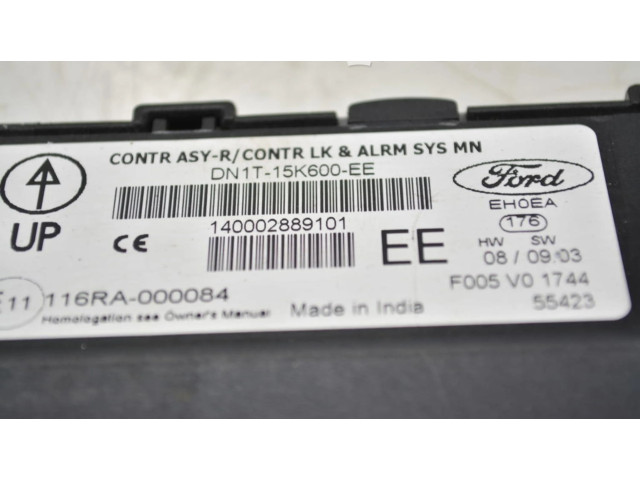 CONTR ASY-R/CONTR LK & ALRM SYS MN
DN1T-15K600-EE
Ford
EH0EA
176
UP
CE
140002889101
EE
HW SW
08 / 09.03
F005 V0 1744
55423
E11 116RA-000084
Homologation see Owner's Manual
Made in India